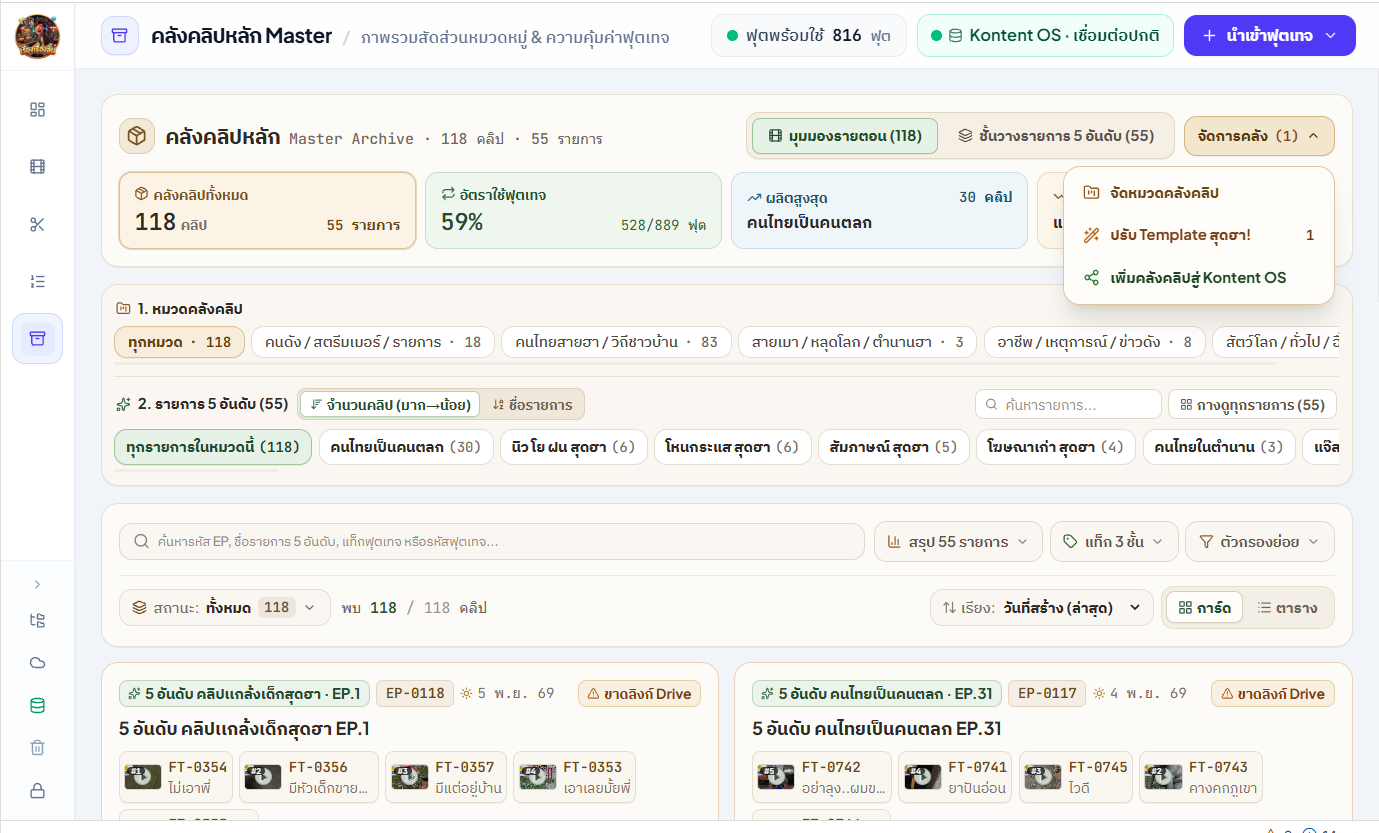 คลังคลิปหลัก Master / ภาพรวมสัดส่วนหมวดหมู่ & ความคุ้มค่าฟุตเทจ
ฟุตพร้อมใช้ 816 ฟุต
Kontent OS · เชื่อมต่อปกติ
+ นำเข้าฟุตเทจ
คลังคลิปหลัก Master Archive · 118 คลิป · 55 รายการ
มุมมองรายตอน (118)
ชั้นวางรายการ 5 อันดับ (55)
จัดการคลัง (1)
จัดหมวดคลังคลิป
ปรับ Template สุดฮา! 1
เพิ่มคลังคลิปสู่ Kontent OS
คลังคลิปทั้งหมด
118 คลิป 55 รายการ
อัตราใช้ฟุตเทจ
59% 528/889 ฟุต
ผลิตสูงสุด 30 คลิป
คนไทยเป็นคนตลก
1. หมวดคลังคลิป
ทุกหมวด · 118
คนดัง / สตรีมเมอร์ / รายการ · 18
คนไทยสายฮา / วิถีชาวบ้าน · 83
สายเมา / หลุดโลก / ตำนานฮา · 3
อาชีพ / เหตุการณ์ / ข่าวดัง · 8
สัตว์โลก / ทั่วไป /
2. รายการ 5 อันดับ (55)
จำนวนคลิป (มาก→น้อย)
ชื่อรายการ
ค้นหารายการ...
กางดูทุกรายการ (55)
ทุกรายการในหมวดนี้ (118)
คนไทยเป็นคนตลก (30)
นิว โย ฝน สุดฮา (6)
โหนกระแส สุดฮา (6)
สัมภาษณ์ สุดฮา (5)
โฆษณาเก่า สุดฮา (4)
คนไทยในตำนาน (3)
ค้นหารหัส EP, ชื่อรายการ 5 อันดับ, แท็กฟุตเทจ หรือรหัสฟุตเทจ...
สรุป 55 รายการ
แท็ก 3 ชั้น
ตัวกรองย่อย
สถานะ: ทั้งหมด 118
พบ 118 / 118 คลิป
เรียง: วันที่สร้าง (ล่าสุด)
การ์ด
ตาราง
5 อันดับ คลิปแกล้งเด็กสุดฮา · EP.1
EP-0118
5 พ.ย. 69
ขาดลิงก์ Drive
5 อันดับ คลิปแกล้งเด็กสุดฮา EP.1
#1 FT-0354
ไม่เอาพี่
#2 FT-0356
มีหัวเด็กขาย...
#3 FT-0357
มีแต่อยู่บ้าน
#4 FT-0353
เอาเลยมั้ยพี่
5 อันดับ คนไทยเป็นคนตลก · EP.31
EP-0117
4 พ.ย. 69
ขาดลิงก์ Drive
5 อันดับ คนไทยเป็นคนตลก EP.31
#5 FT-0742
อย่าลุง..ผมข...
#4 FT-0741
ยาปันอ่อน
#3 FT-0745
ไวดี
#2 FT-0743
คางคกภูเขา